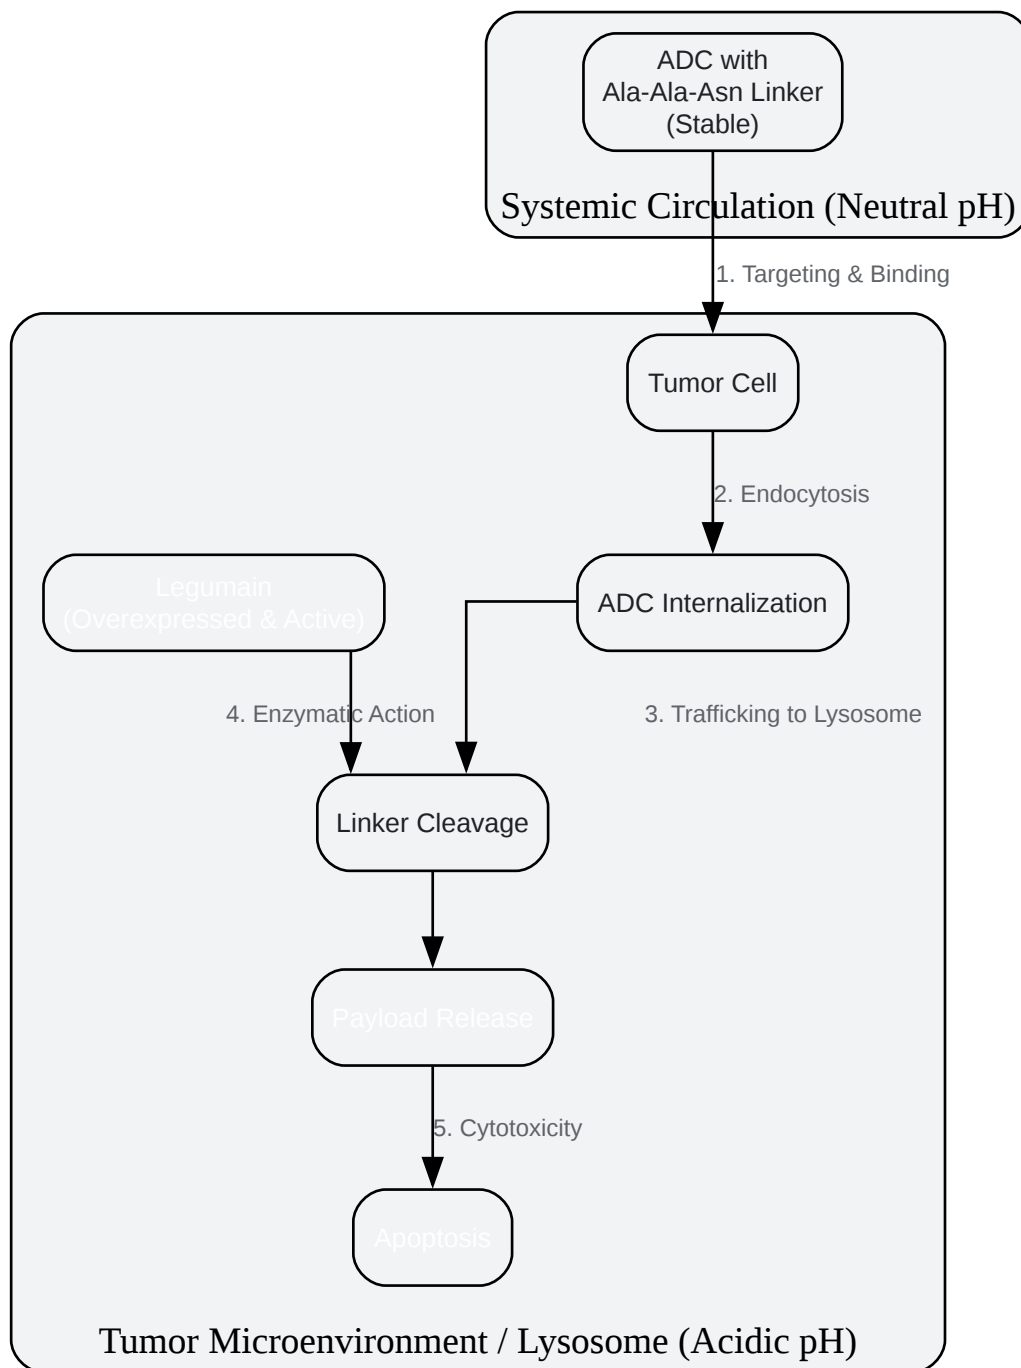 ADC with
Ala-Ala-Asn Linker
(Stable)
Systemic Circulation (Neutral pH)
1. Targeting & Binding
Tumor Cell
2. Endocytosis
Legumain
(Overexpressed & Active)
ADC Internalization
4. Enzymatic Action
3. Trafficking to Lysosome
Linker Cleavage
Payload Release
5. Cytotoxicity
Apoptosis
Tumor Microenvironment / Lysosome (Acidic pH)